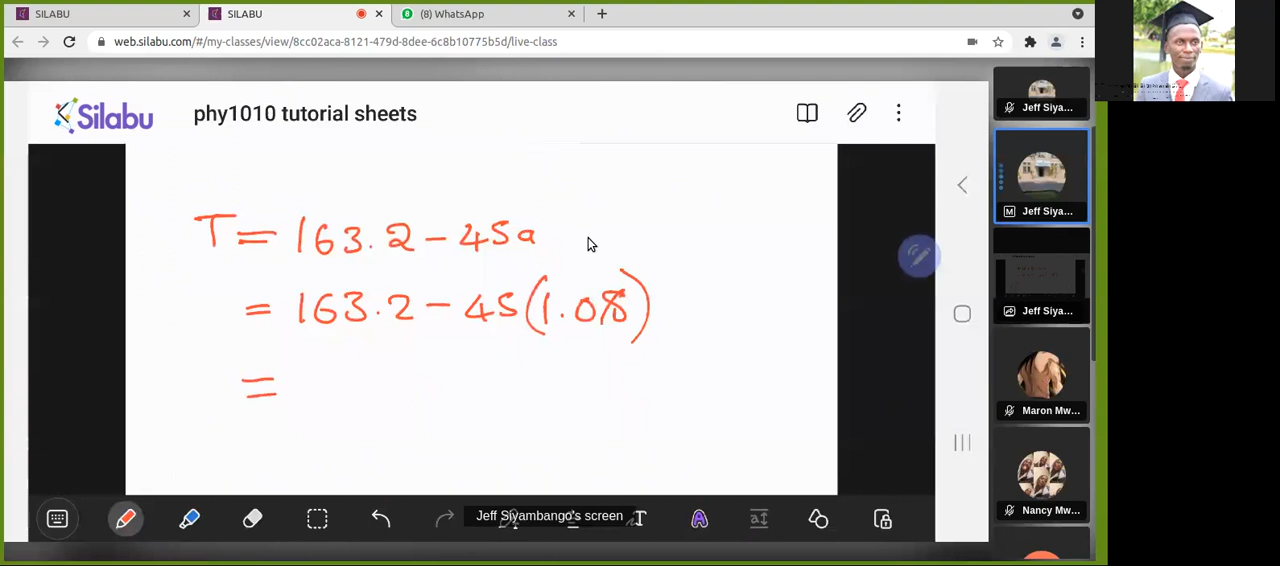 SILABU
SILABU
(8) WhatsApp
web.silabu.com/#/my-classes/view/8cc02aca-8121-479d-8dee-6c8b10775b5d/live-class
Silabu
phy1010 tutorial sheets
T = 163.2 - 45a
= 163.2 - 45(1.08)
=
Jeff Siyambango's screen
Jeff Siya...
Jeff Siya...
M
Jeff Siya...
Maron Mw...
Nancy Mw...